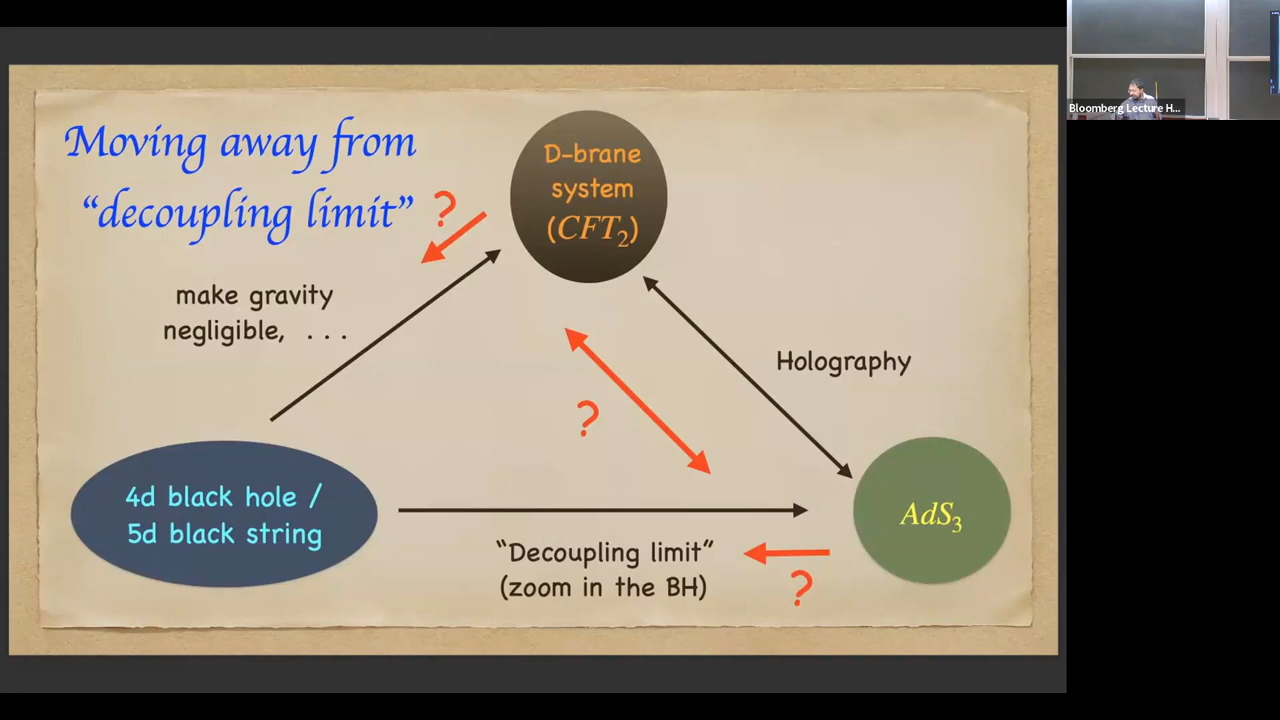 Moving away from
“decoupling limit”
?
D-brane
system
(CFT₂)
make gravity
negligible, . . .
Holography
?
4d black hole /
5d black string
AdS₃
“Decoupling limit”
(zoom in the BH)
?
Bloomberg Lecture H...